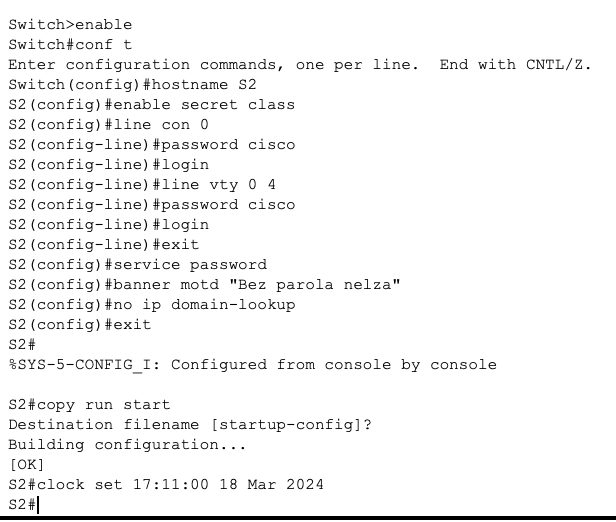 Switch>enable
Switch#conf t
Enter configuration commands, one per line.  End with CNTL/Z.
Switch(config)#hostname S2
S2(config)#enable secret class
S2(config)#line con 0
S2(config-line)#password cisco
S2(config-line)#login
S2(config-line)#line vty 0 4
S2(config-line)#password cisco
S2(config-line)#login
S2(config-line)#exit
S2(config)#service password
S2(config)#banner motd "Bez parola nelza"
S2(config)#no ip domain-lookup
S2(config)#exit
S2#
%SYS-5-CONFIG_I: Configured from console by console

S2#copy run start
Destination filename [startup-config]?
Building configuration...
[OK]
S2#clock set 17:11:00 18 Mar 2024
S2#